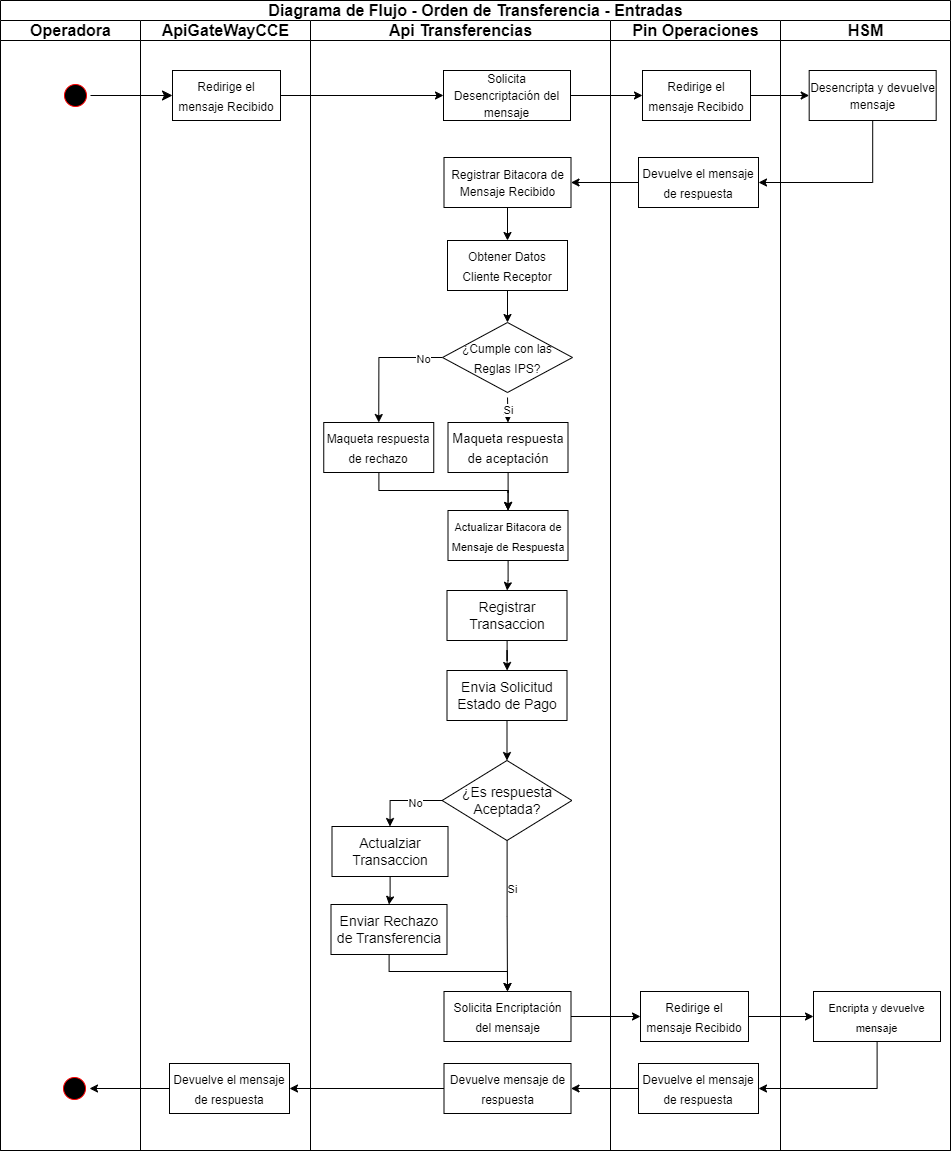 Diagrama de Flujo - Orden de Transferencia - Entradas
Operadora
ApiGateWayCCE
Api Transferencias
Pin Operaciones
HSM
Redirige el
mensaje Recibido
Solicita
Desencriptación del
mensaje
Redirige el
mensaje Recibido
Desencripta y devuelve
mensaje
Registrar Bitacora de
Mensaje Recibido
Devuelve el mensaje
de respuesta
Obtener Datos
Cliente Receptor
¿Cumple con las
Reglas IPS?
No
Si
Maqueta respuesta
de rechazo
Maqueta respuesta
de aceptación
Actualizar Bitacora de
Mensaje de Respuesta
Registrar
Transaccion
Envia Solicitud
Estado de Pago
¿Es respuesta
Aceptada?
No
Actualziar
Transaccion
Si
Enviar Rechazo
de Transferencia
Solicita Encriptación
del mensaje
Redirige el
mensaje Recibido
Encripta y devuelve
mensaje
Devuelve el mensaje
de respuesta
Devuelve mensaje de
respuesta
Devuelve el mensaje
de respuesta